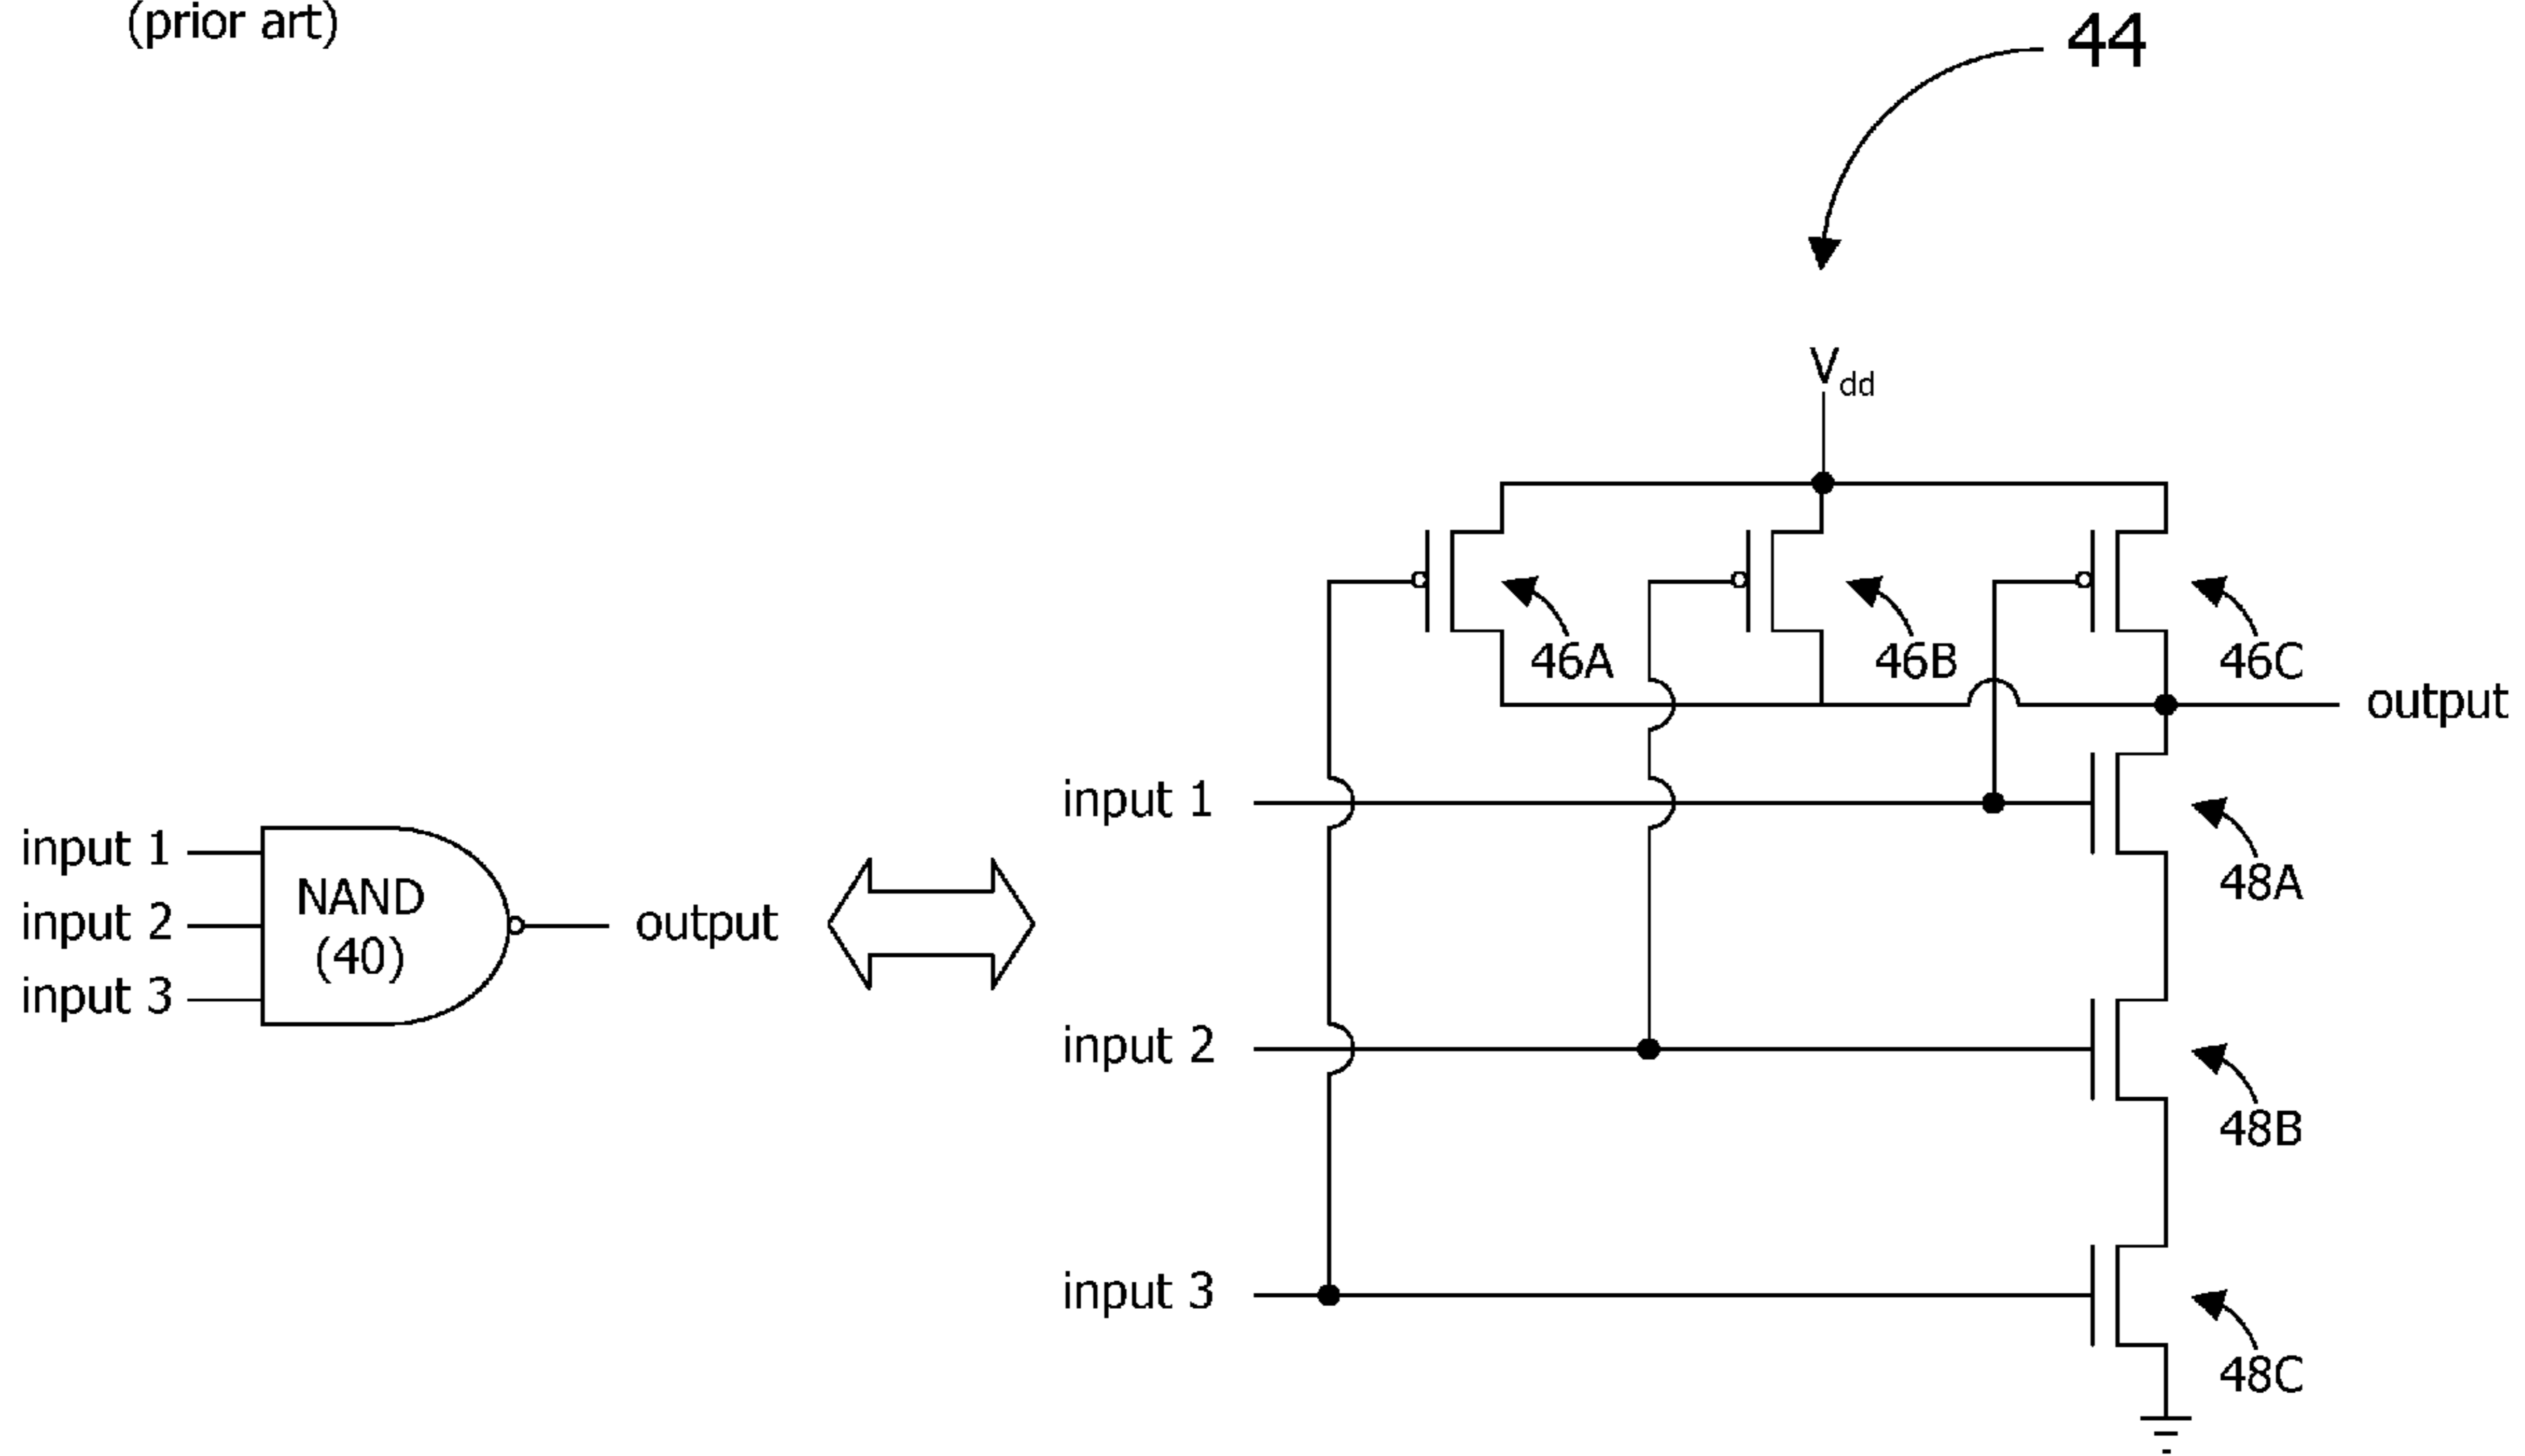 (prior art)
44
Vdd
46A
46B
46C
output
input 1
48A
input 1
input 2
input 3
NAND
(40)
output
input 2
48B
input 3
48C